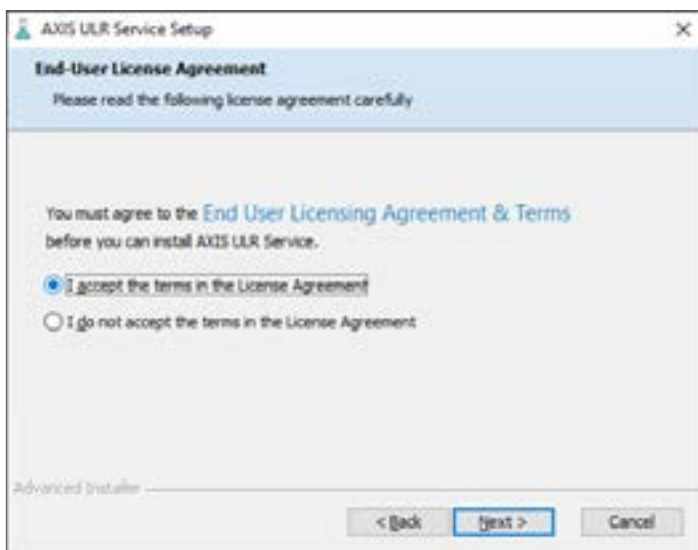 AXIS ULR Service Setup
End-User License Agreement
Please read the following license agreement carefully
You must agree to the End User Licensing Agreement & Terms
before you can install AXIS ULR Service.
I accept the terms in the License Agreement
I do not accept the terms in the License Agreement
Advanced Installer
< Back Next > Cancel